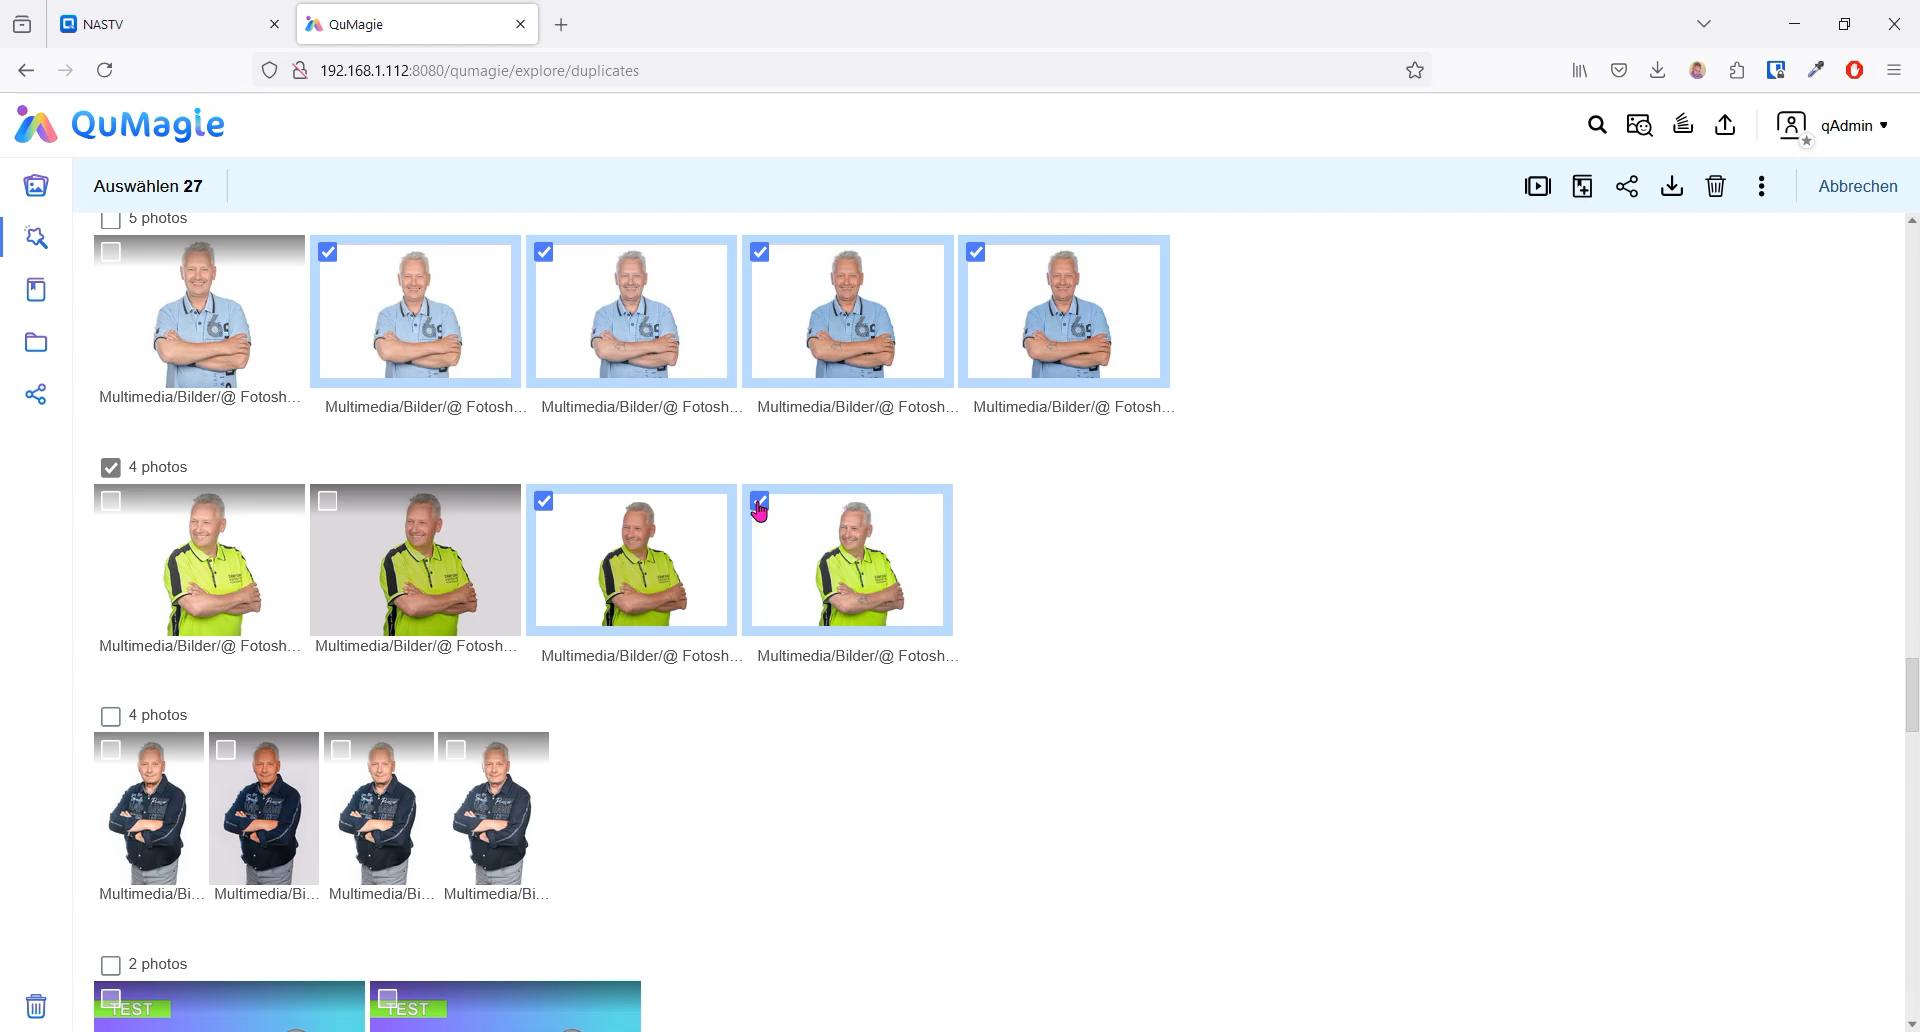 NASTV
QuMagie
192.168.1.112:8080/qumagie/explore/duplicates
QuMagie
qAdmin
Auswählen 27
Abbrechen
5 photos
Multimedia/Bilder/@ Fotosh...
Multimedia/Bilder/@ Fotosh...
Multimedia/Bilder/@ Fotosh...
Multimedia/Bilder/@ Fotosh...
Multimedia/Bilder/@ Fotosh...
4 photos
Multimedia/Bilder/@ Fotosh...
Multimedia/Bilder/@ Fotosh...
Multimedia/Bilder/@ Fotosh...
Multimedia/Bilder/@ Fotosh...
4 photos
Multimedia/Bi...
Multimedia/Bi...
Multimedia/Bi...
Multimedia/Bi...
2 photos
TEST
TEST